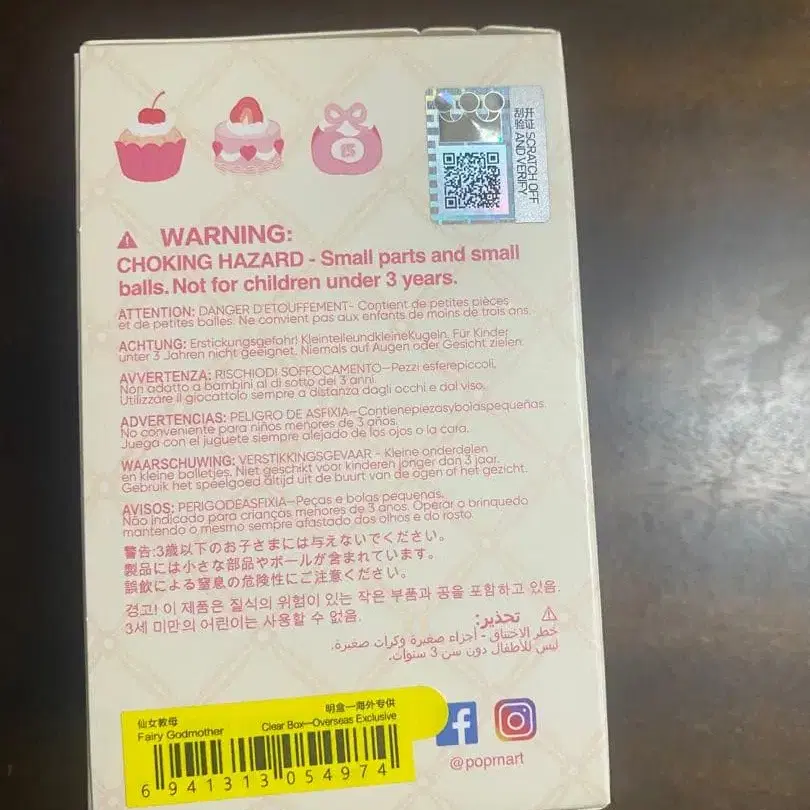 开证 SCRATCH OFF
刮验 AND VERIFY
WARNING:
CHOKING HAZARD - Small parts and small
balls. Not for children under 3 years.
ATTENTION: DANGER D'ETOUFFEMENT- Contient de petites pièces
et de petites balles. Ne convient pas aux enfants de moins de trois ans.
ACHTUNG: Erstickungsgefahr! KleinteileundkleineKugeln. Für Kinder
unter 3 Jahren nicht geeignet. Niemals auf Augen oder Gesicht zielen.
AVVERTENZA: RISCHIODI SOFFOCAMENTO—Pezzi esferepiccoli,
Non adatto a bambini al di sotto dei 3 anni.
Utilizzare il giocattolo sempre a distanza dagli occhi e dal viso.
ADVERTENCIAS: PELIGRO DE ASFIXIA—Contienepiezasybolaspequeñas.
No conveniente para niños menores de 3 años.
Juega con el juguete siempre alejado de los ojos o la cara.
WAARSCHUWING: VERSTIKKINGSGEVAAR - Kleine onderdelen
en kleine balletjes. Niet geschikt voor kinderen jonger dan 3 jaar.
Gebruik het speelgoed altijd uit de buurt van de ogen of het gezicht.
AVISOS: PERIGODEASFIXIA—Peças e bolas pequenas.
Não indicado para crianças menores de 3 anos. Operar o brinquedo
mantendo o mesmo sempre afastado dos olhos e do rosto.
警告:3歳以下のお子さまには与えないでください。
製品には小さな部品やボールが含まれています。
誤飲による窒息の危険性にご注意ください。
경고! 이 제품은 질식의 위험이 있는 작은 부품과 공을 포함하고 있음.
3세 미만의 어린이는 사용할 수 없음.
تحذير:
خطر الاختناق - أجزاء صغيرة وكرات صغيرة.
ليس للأطفال دون سن 3 سنوات.
仙女教母 明盒—海外专供
Fairy Godmother Clear Box—Overseas Exclusive
6 941313 054974
@popmart